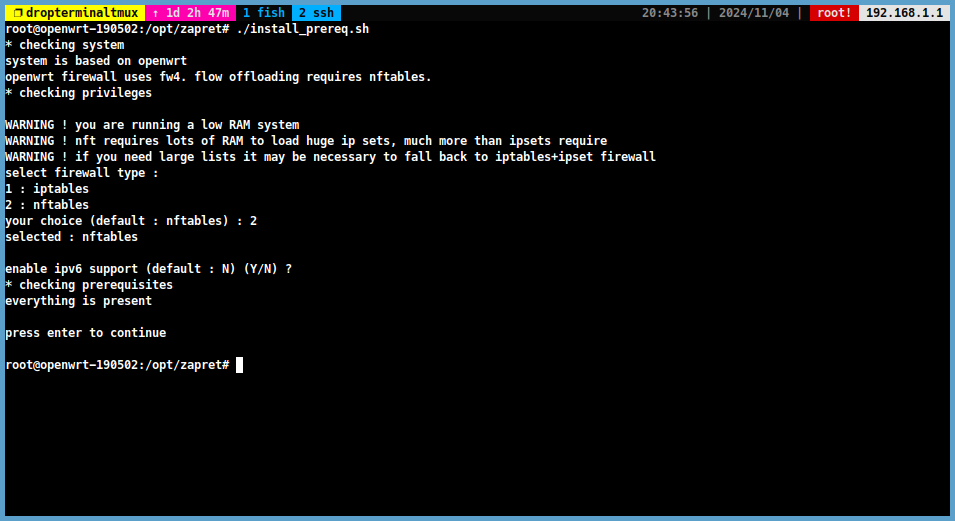 ❐ dropterminaltmux ↑ 1d 2h 47m 1 fish 2 ssh 20:43:56 | 2024/11/04 | root! 192.168.1.1
root@openwrt-190502:/opt/zapret# ./install_prereq.sh
* checking system
system is based on openwrt
openwrt firewall uses fw4. flow offloading requires nftables.
* checking privileges
WARNING ! you are running a low RAM system
WARNING ! nft requires lots of RAM to load huge ip sets, much more than ipsets require
WARNING ! if you need large lists it may be necessary to fall back to iptables+ipset firewall
select firewall type :
1 : iptables
2 : nftables
your choice (default : nftables) : 2
selected : nftables
enable ipv6 support (default : N) (Y/N) ?
* checking prerequisites
everything is present
press enter to continue
root@openwrt-190502:/opt/zapret#